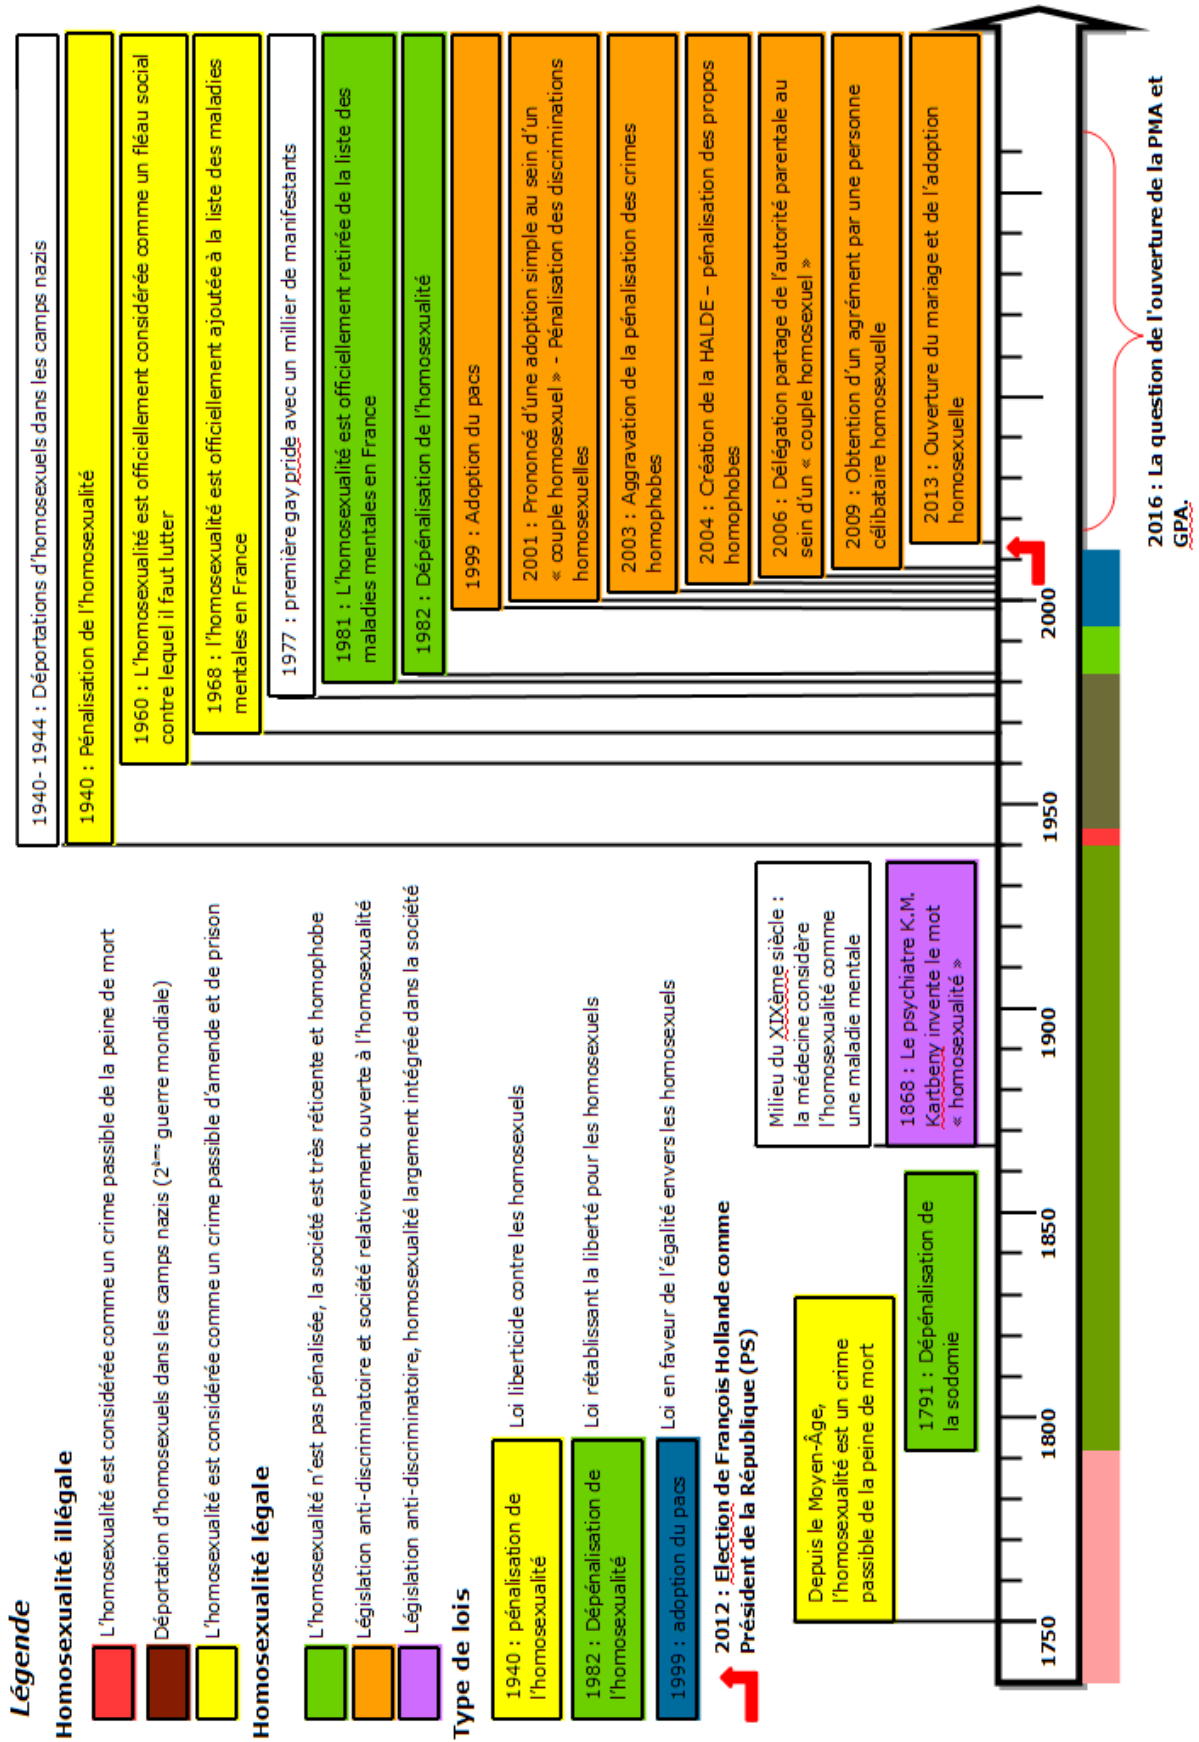 Légende
Homosexualité illégale
L'homosexualité est considérée comme un crime passible de la peine de mort
Déportation d'homosexuels dans les camps nazis (2ème guerre mondiale)
L'homosexualité est considérée comme un crime passible d'amende et de prison
Homosexualité légale
L'homosexualité n'est pas pénalisée, la société est très réticente et homophobe
Législation anti-discriminatoire et société relativement ouverte à l'homosexualité
Législation anti-discriminatoire, homosexualité largement intégrée dans la société
Type de lois
1940 : pénalisation de
l'homosexualité
Loi liberticide contre les homosexuels
1982 : Dépénalisation de
l'homosexualité
Loi rétablissant la liberté pour les homosexuels
1999 : adoption du pacs
Loi en faveur de l'égalité envers les homosexuels
2012 : Election de François Hollande comme
Président de la République (PS)
Depuis le Moyen-Âge,
l'homosexualité est un crime
passible de la peine de mort
1791 : Dépénalisation de
la sodomie
Milieu du XIXème siècle :
la médecine considère
l'homosexualité comme
une maladie mentale
1868 : Le psychiatre K.M.
Kartbeny invente le mot
« homosexualité »
1940- 1944 : Déportations d'homosexuels dans les camps nazis
1940 : Pénalisation de l'homosexualité
1960 : L'homosexualité est officiellement considérée comme un fléau social
contre lequel il faut lutter
1968 : l'homosexualité est officiellement ajoutée à la liste des maladies
mentales en France
1977 : première gay pride avec un millier de manifestants
1981 : L'homosexualité est officiellement retirée de la liste des
maladies mentales en France
1982 : Dépénalisation de l'homosexualité
1999 : Adoption du pacs
2001 : Prononcé d'une adoption simple au sein d'un
« couple homosexuel » - Pénalisation des discriminations
homosexuelles
2003 : Aggravation de la pénalisation des crimes
homophobes
2004 : Création de la HALDE – pénalisation des propos
homophobes
2006 : Délégation partage de l'autorité parentale au
sein d'un « couple homosexuel »
2009 : Obtention d'un agrément par une personne
célibataire homosexuelle
2013 : Ouverture du mariage et de l'adoption
homosexuelle
1750
1800
1850
1900
1950
2000
2016 : La question de l'ouverture de la PMA et
GPA.